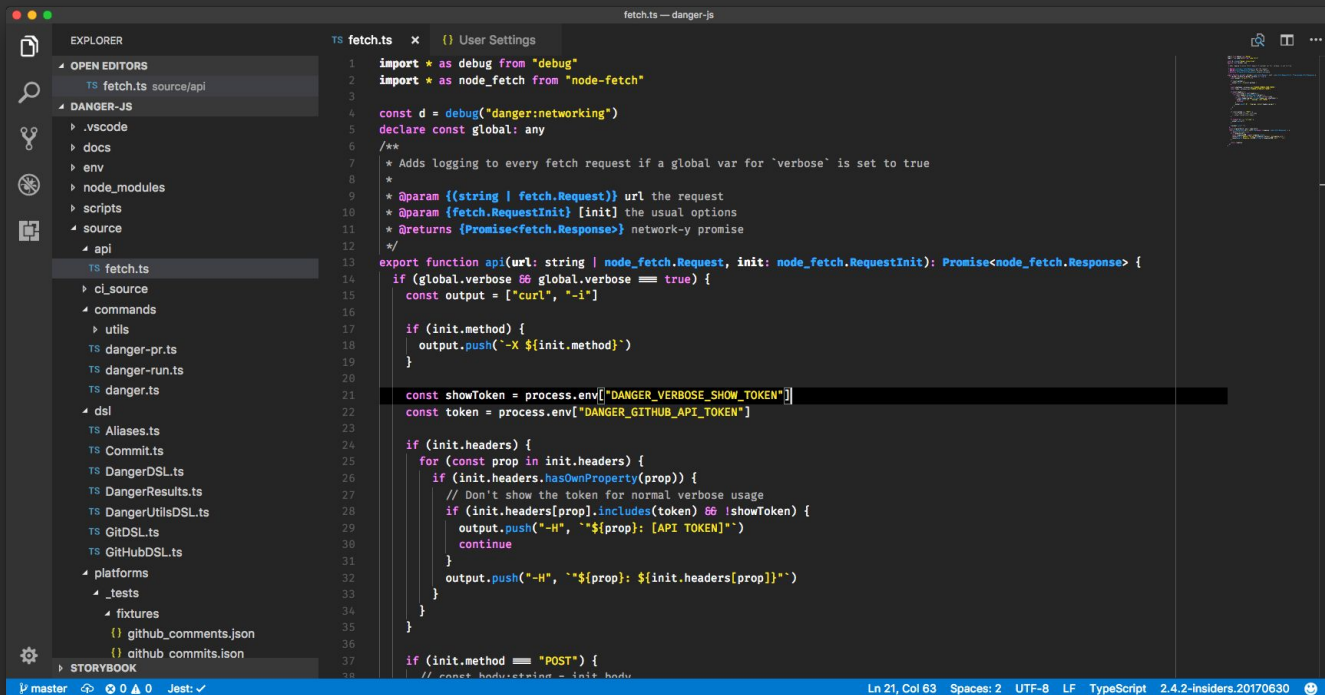 fetch.ts — danger-js
EXPLORER
OPEN EDITORS
TS fetch.ts source/api
DANGER-JS
.vscode
docs
env
node_modules
scripts
source
api
TS fetch.ts
ci_source
commands
utils
TS danger-pr.ts
TS danger-run.ts
TS danger.ts
dsl
TS Aliases.ts
TS Commit.ts
TS DangerDSL.ts
TS DangerResults.ts
TS DangerUtilsDSL.ts
TS GitDSL.ts
TS GitHubDSL.ts
platforms
_tests
fixtures
{} github_comments.json
{} github_commits.json
STORYBOOK
TS fetch.ts × {} User Settings
1 import * as debug from "debug"
2 import * as node_fetch from "node-fetch"
3
4 const d = debug("danger:networking")
5 declare const global: any
6 /**
7 * Adds logging to every fetch request if a global var for `verbose` is set to true
8 *
9 * @param {(string | fetch.Request)} url the request
10 * @param {fetch.RequestInit} [init] the usual options
11 * @returns {Promise<fetch.Response>} network-y promise
12 */
13 export function api(url: string | node_fetch.Request, init: node_fetch.RequestInit): Promise<node_fetch.Response> {
14 if (global.verbose && global.verbose === true) {
15 const output = ["curl", "-i"]
16
17 if (init.method) {
18 output.push(`-X ${init.method}`)
19 }
20
21 const showToken = process.env["DANGER_VERBOSE_SHOW_TOKEN"]
22 const token = process.env["DANGER_GITHUB_API_TOKEN"]
23
24 if (init.headers) {
25 for (const prop in init.headers) {
26 if (init.headers.hasOwnProperty(prop)) {
27 // Don't show the token for normal verbose usage
28 if (init.headers[prop].includes(token) && !showToken) {
29 output.push("-H", `"${prop}: [API TOKEN]"`)
30 continue
31 }
32 output.push("-H", `"${prop}: ${init.headers[prop]}"`)
33 }
34 }
35 }
36
37 if (init.method === "POST") {
38 // const body:string = init.body
master 0 0 Jest: ✓
Ln 21, Col 63 Spaces: 2 UTF-8 LF TypeScript 2.4.2-insiders.20170630